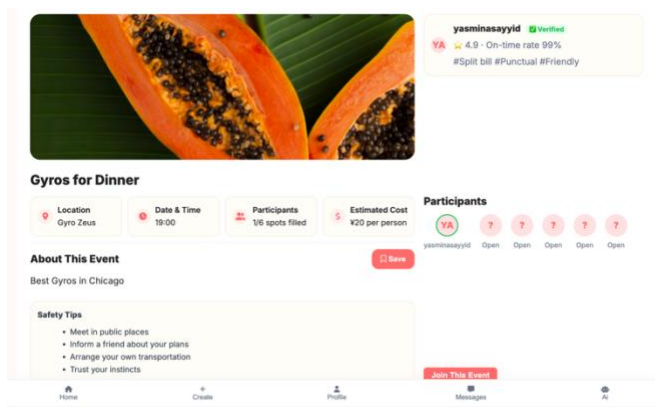 yasminasayyid ✅ Verified
YA
⭐ 4.9 · On-time rate 99%
#Split bill #Punctual #Friendly
Gyros for Dinner
Location
Gyro Zeus
Date & Time
19:00
Participants
1/6 spots filled
$
Estimated Cost
¥20 per person
Participants
YA ? ? ? ? ?
yasminasayyid Open Open Open Open Open
About This Event
Save
Best Gyros in Chicago
Safety Tips
• Meet in public places
• Inform a friend about your plans
• Arrange your own transportation
• Trust your instincts
Join This Event
Home Create Profile Messages AI